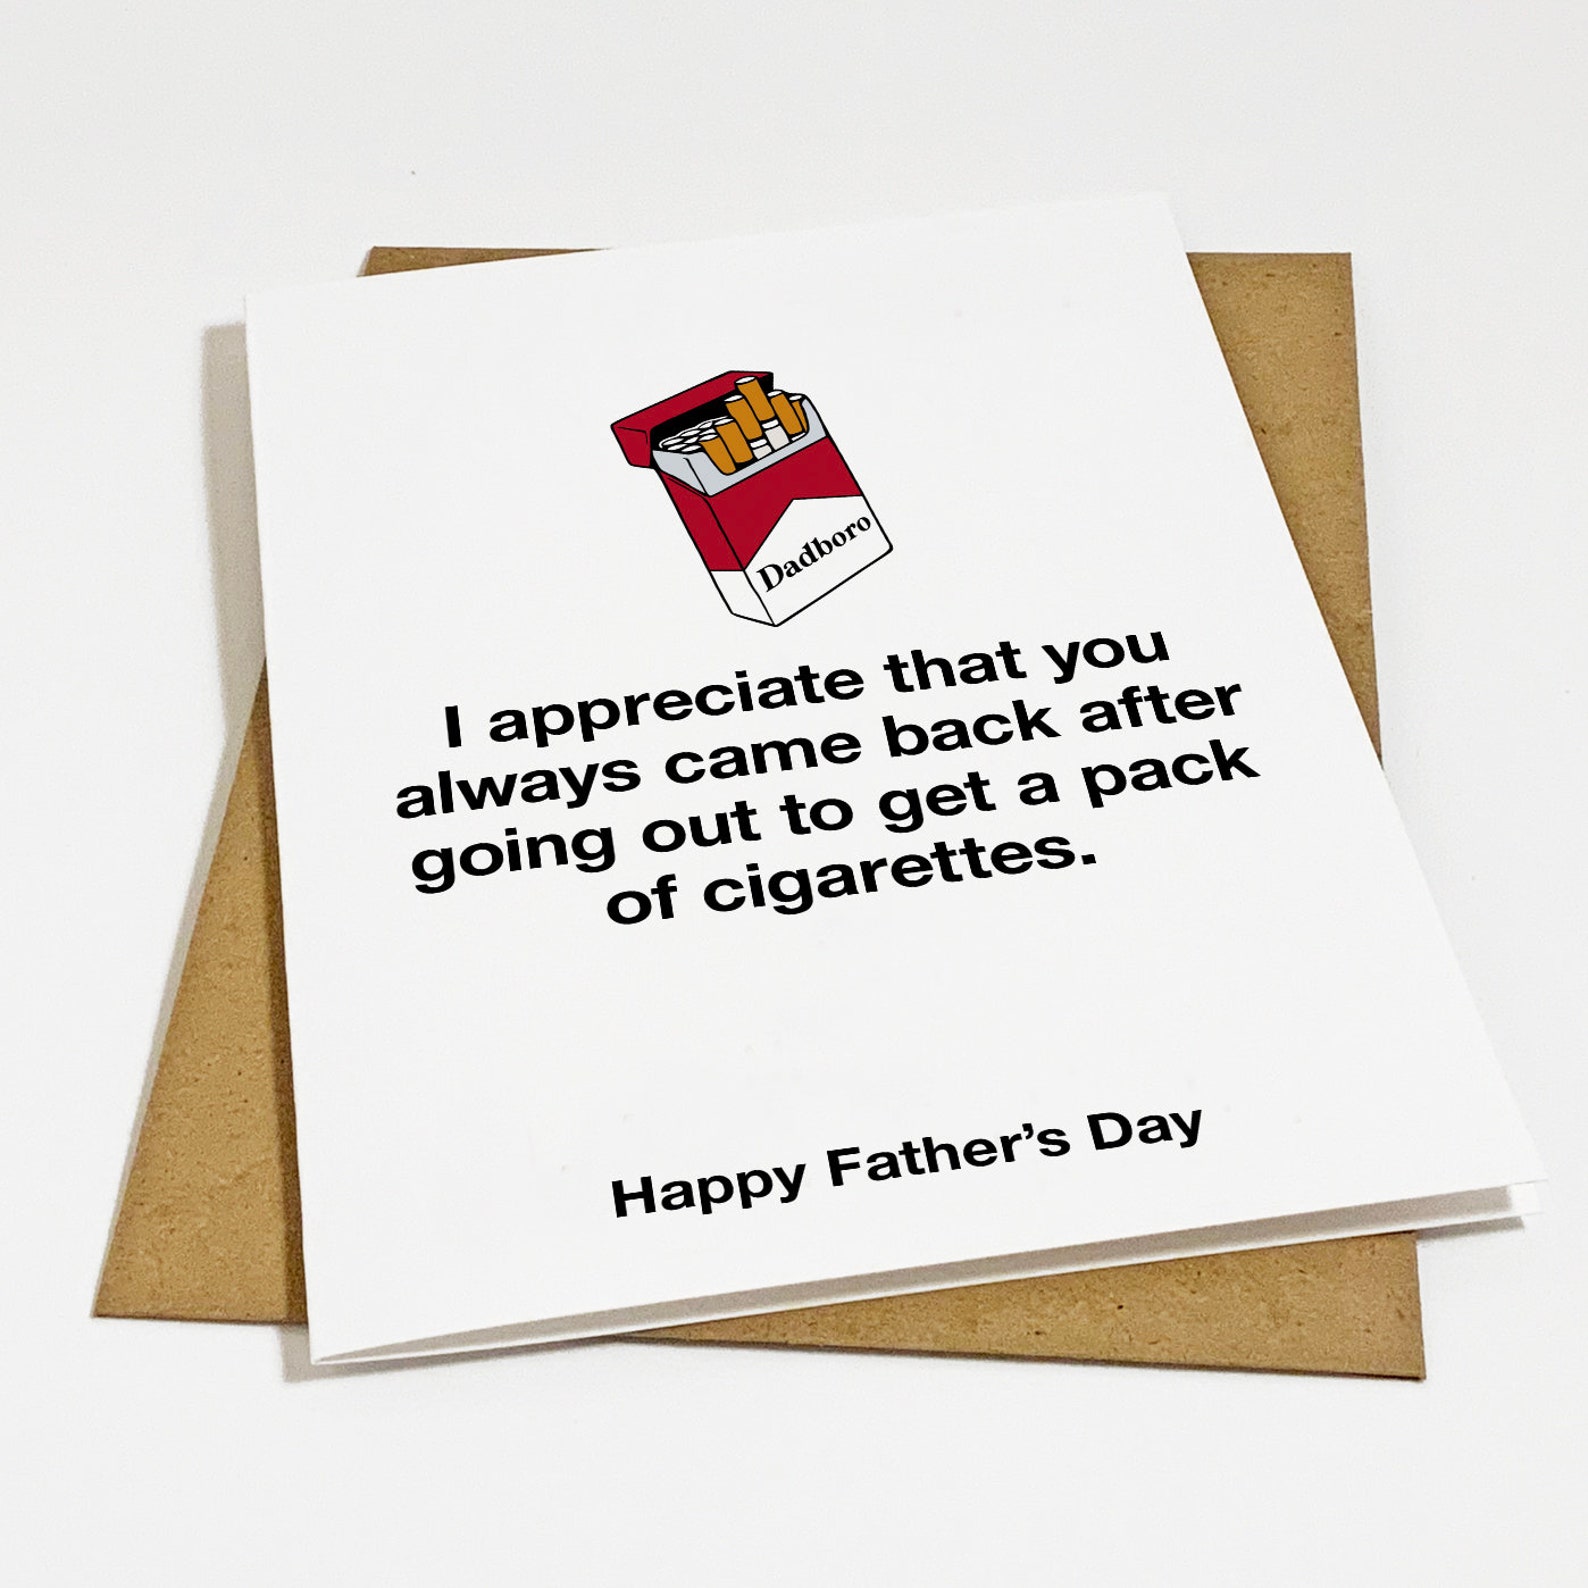 Dadboro
I appreciate that you
always came back after
going out to get a pack
of cigarettes.
Happy Father’s Day